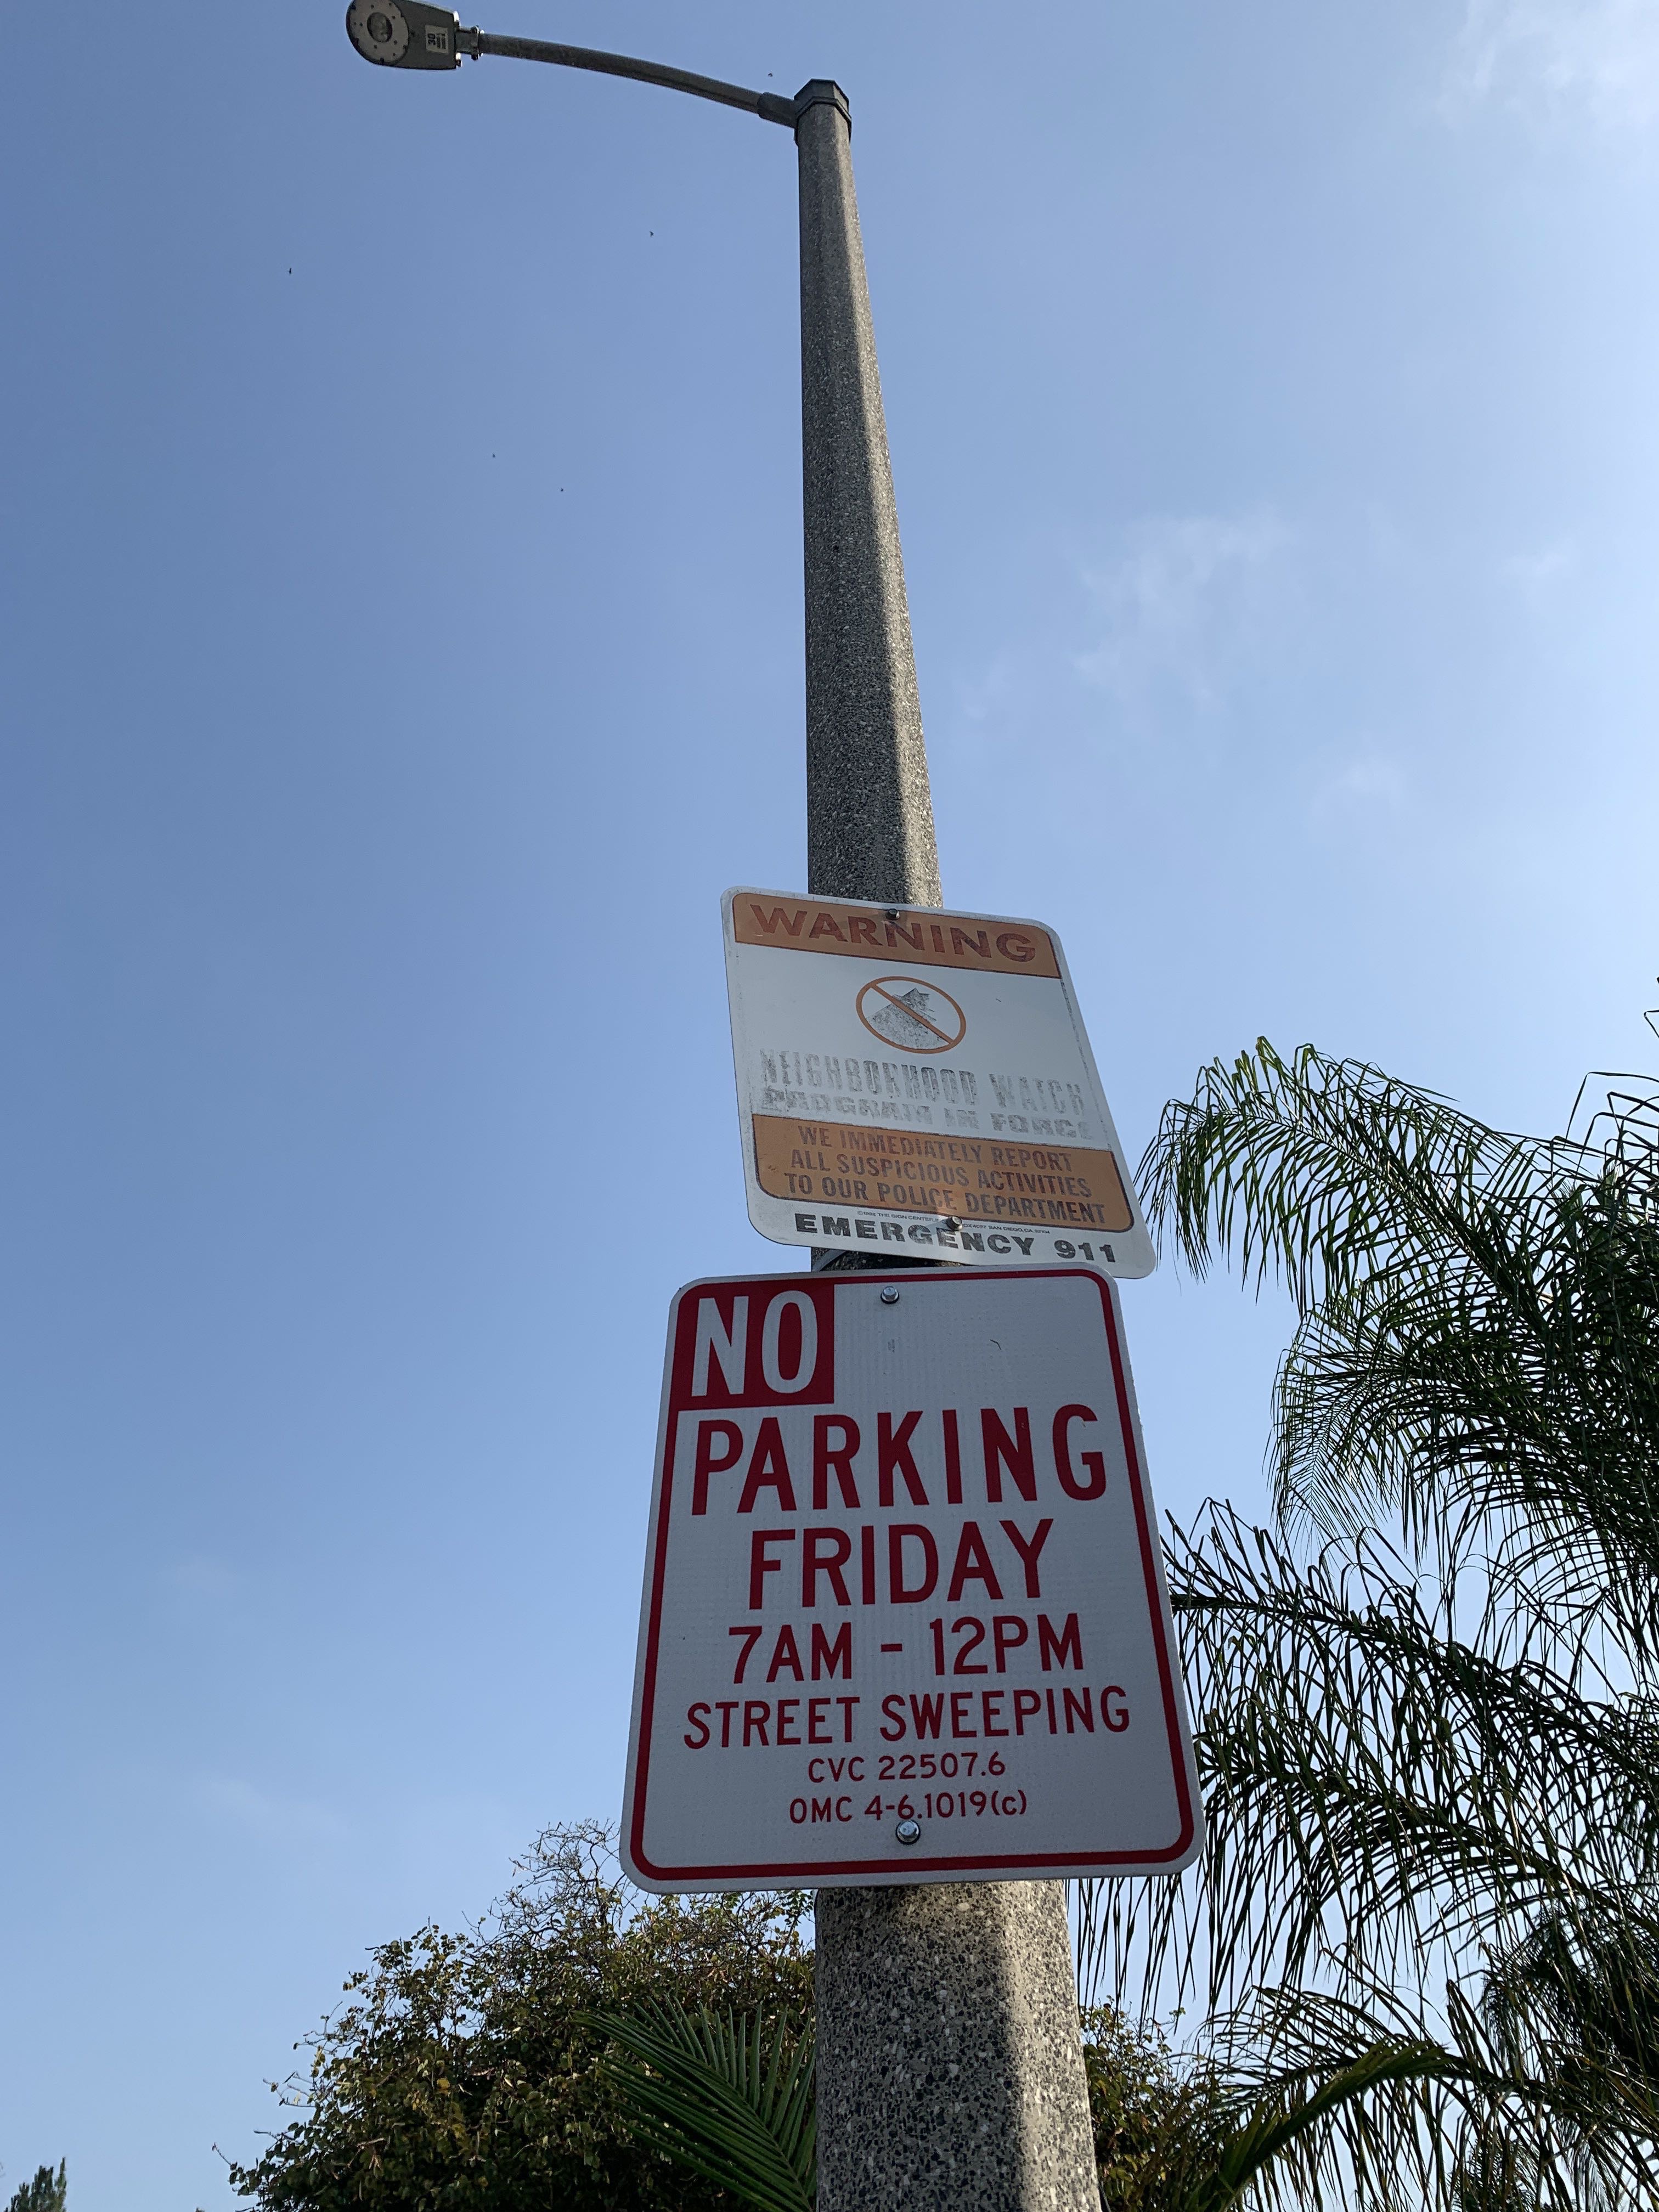 30
WARNING
NEIGHBORHOOD WATCH
PROGRAM IN FORCE
WE IMMEDIATELY REPORT
ALL SUSPICIOUS ACTIVITIES
TO OUR POLICE DEPARTMENT
EMERGENCY 911
NO
PARKING
FRIDAY
7AM - 12PM
STREET SWEEPING
CVC 22507.6
OMC 4-6.1019(c)